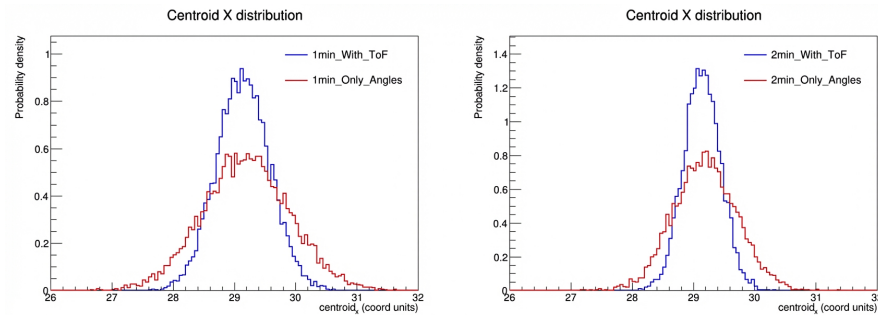 Centroid X distribution
Probability density
1
0.8
0.6
0.4
0.2
0
1min_With_ToF
1min_Only_Angles
26 27 28 29 30 31 32
centroid_x (coord units)
Centroid X distribution
Probability density
1.4
1.2
1
0.8
0.6
0.4
0.2
0
2min_With_ToF
2min_Only_Angles
26 27 28 29 30 31 3
centroid_x (coord units)